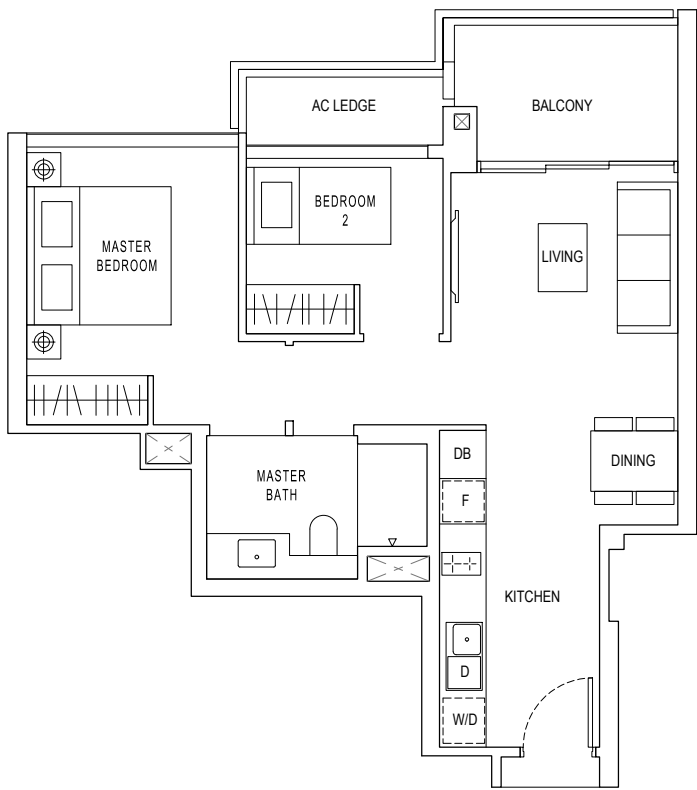 AC LEDGE
BALCONY
BEDROOM
2
MASTER
BEDROOM
LIVING
DB
DINING
MASTER
BATH
F
KITCHEN
D
W/D